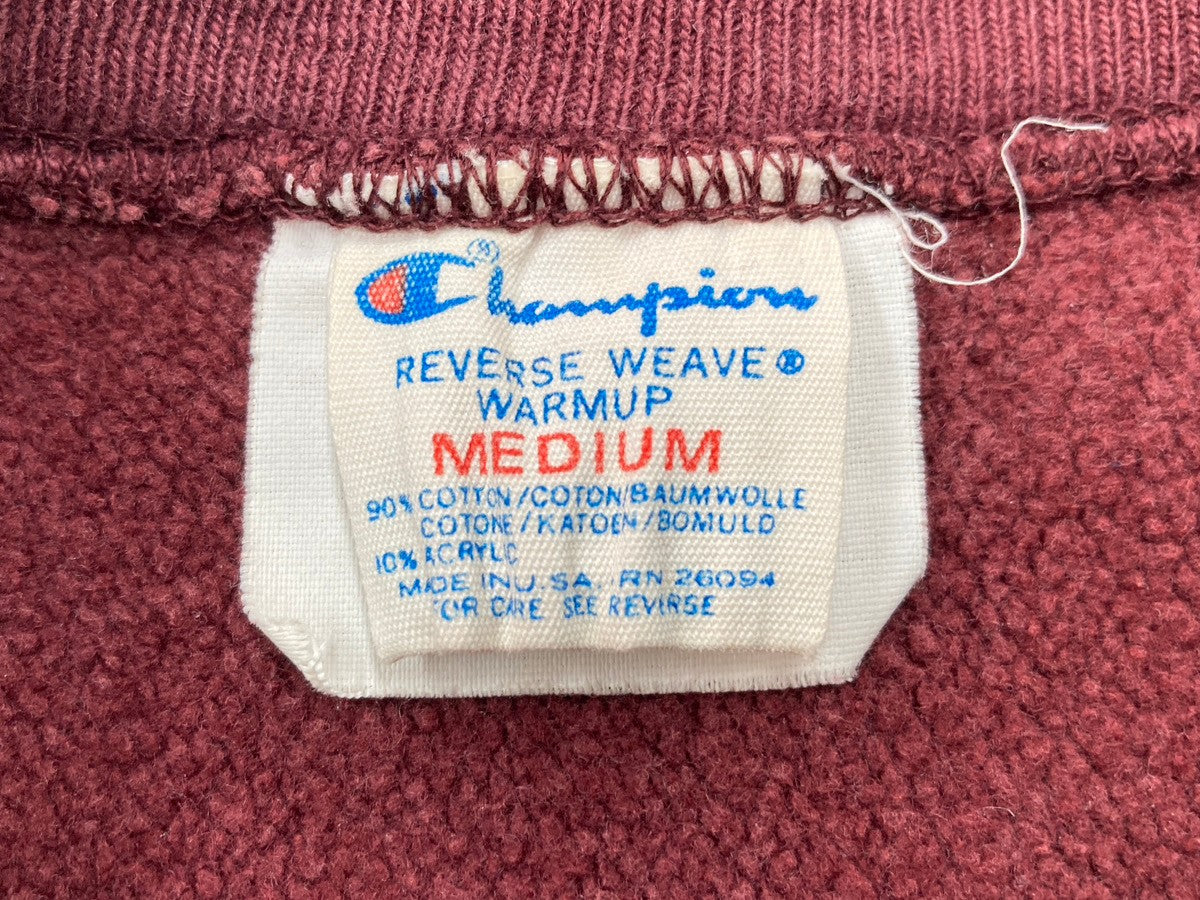 Champion®
REVERSE WEAVE®
WARMUP
MEDIUM
90% COTTON/COTON/BAUMWOLLE
COTONE/KATOEN/BOMULD
10% ACRYLIC
MADE IN U.S.A. RN 26094
FOR CARE SEE REVERSE